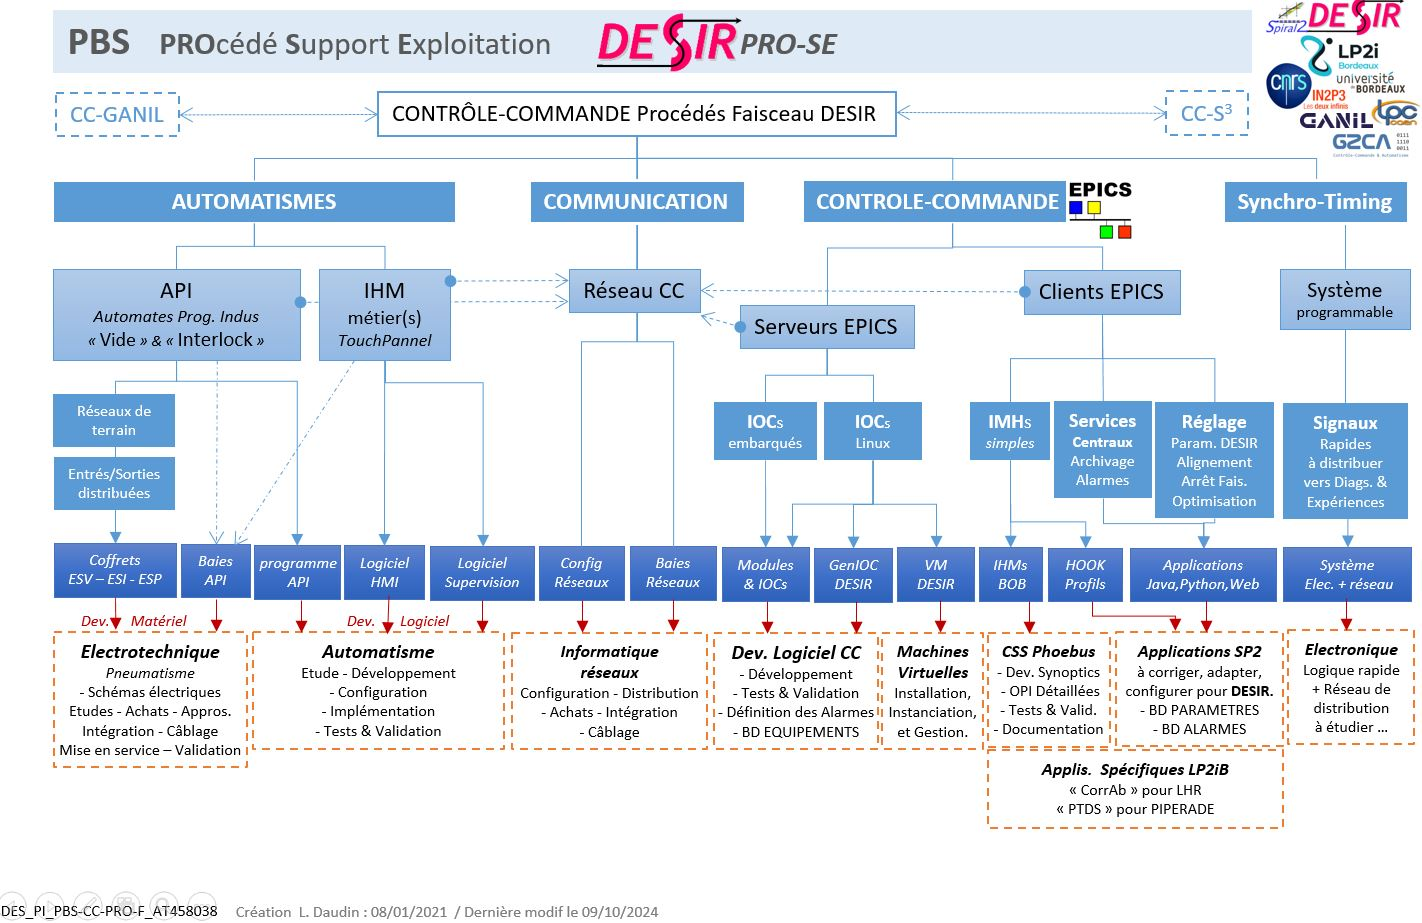 PBS PROcédé Support Exploitation DESIR PRO-SE
Spiral2 DESIR
LP2i
Bordeaux
cnrs
IN2P3
Les deux infinis
université
de BORDEAUX
GANIL
LPC
caen
G2CA
0111
1110
0011
Contrôle-Commande & Automatisme
CC-GANIL
CONTRÔLE-COMMANDE Procédés Faisceau DESIR
CC-S³
AUTOMATISMES
COMMUNICATION
CONTROLE-COMMANDE
EPICS
Synchro-Timing
API
Automates Prog. Indus
« Vide » & « Interlock »
IHM
métier(s)
TouchPannel
Réseau CC
Serveurs EPICS
Clients EPICS
Système
programmable
Réseaux de
terrain
Entrés/Sorties
distribuées
IOCs
embarqués
IOCs
Linux
IMHs
simples
Services
Centraux
Archivage
Alarmes
Réglage
Param. DESIR
Alignement
Arrêt Fais.
Optimisation
Signaux
Rapides
à distribuer
vers Diags. &
Expériences
Coffrets
ESV – ESI - ESP
Baies
API
programme
API
Logiciel
HMI
Logiciel
Supervision
Config
Réseaux
Baies
Réseaux
Modules
& IOCs
GenIOC
DESIR
VM
DESIR
IHMs
BOB
HOOK
Profils
Applications
Java,Python,Web
Système
Elec. + réseau
Dev. Matériel
Dev. Logiciel
Electrotechnique
Pneumatisme
- Schémas électriques
Etudes - Achats - Appros.
Intégration - Câblage
Mise en service – Validation
Automatisme
Etude - Développement
- Configuration
- Implémentation
- Tests & Validation
Informatique
réseaux
Configuration - Distribution
- Achats - Intégration
- Câblage
Dev. Logiciel CC
- Développement
- Tests & Validation
- Définition des Alarmes
- BD EQUIPEMENTS
Machines
Virtuelles
Installation,
Instanciation,
et Gestion.
CSS Phoebus
- Dev. Synoptics
- OPI Détaillées
- Tests & Valid.
- Documentation
Applications SP2
à corriger, adapter,
configurer pour DESIR.
- BD PARAMETRES
- BD ALARMES
Electronique
Logique rapide
+ Réseau de
distribution
à étudier ...
Applis. Spécifiques LP2iB
« CorrAb » pour LHR
« PTDS » pour PIPERADE
DES_PI_PBS-CC-PRO-F_AT458038 Création L. Daudin : 08/01/2021 / Dernière modif le 09/10/2024